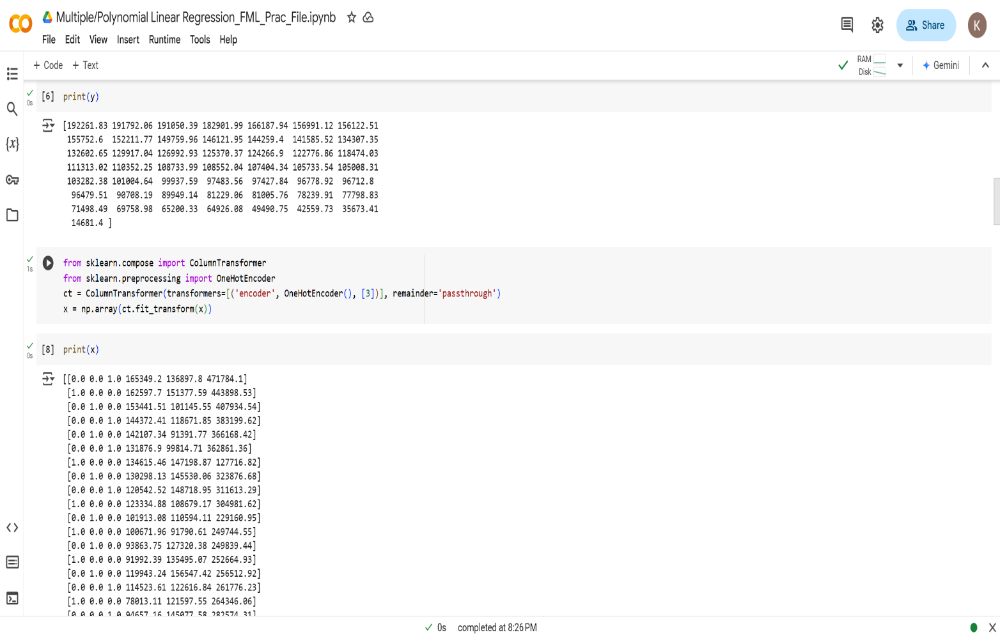 Multiple/Polynomial Linear Regression_FML_Prac_File.ipynb
File Edit View Insert Runtime Tools Help
Share
K
+ Code + Text
RAM
Disk
Gemini
0s
[6] print(y)
[192261.83 191792.06 191050.39 182901.99 166187.94 156991.12 156122.51
155752.6 152211.77 149759.96 146121.95 144259.4 141585.52 134307.35
132602.65 129917.04 126992.93 125370.37 124266.9 122776.86 118474.03
111313.02 110352.25 108733.99 108552.04 107404.34 105733.54 105008.31
103282.38 101004.64 99937.59 97483.56 97427.84 96778.92 96712.8
96479.51 90708.19 89949.14 81229.06 81005.76 78239.91 77798.83
71498.49 69758.98 65200.33 64926.08 49490.75 42559.73 35673.41
14681.4 ]
1s
from sklearn.compose import ColumnTransformer
from sklearn.preprocessing import OneHotEncoder
ct = ColumnTransformer(transformers=[('encoder', OneHotEncoder(), [3])], remainder='passthrough')
x = np.array(ct.fit_transform(x))
0s
[8] print(x)
[[0.0 0.0 1.0 165349.2 136897.8 471784.1]
[1.0 0.0 0.0 162597.7 151377.59 443898.53]
[0.0 1.0 0.0 153441.51 101145.55 407934.54]
[0.0 0.0 1.0 144372.41 118671.85 383199.62]
[0.0 1.0 0.0 142107.34 91391.77 366168.42]
[0.0 0.0 1.0 131876.9 99814.71 362861.36]
[1.0 0.0 0.0 134615.46 147198.87 127716.82]
[0.0 1.0 0.0 130298.13 145530.06 323876.68]
[0.0 0.0 1.0 120542.52 148718.95 311613.29]
[1.0 0.0 0.0 123334.88 108679.17 304981.62]
[0.0 1.0 0.0 101913.08 110594.11 229160.95]
[1.0 0.0 0.0 100671.96 91790.61 249744.55]
[0.0 1.0 0.0 93863.75 127320.38 249839.44]
[1.0 0.0 0.0 91992.39 135495.07 252664.93]
[0.0 1.0 0.0 119943.24 156547.42 256512.92]
[0.0 0.0 1.0 114523.61 122616.84 261776.23]
[1.0 0.0 0.0 78013.11 121597.55 264346.06]
[0.0 0.0 1.0 94657.16 145077.58 282574.31]
0s completed at 8:26 PM